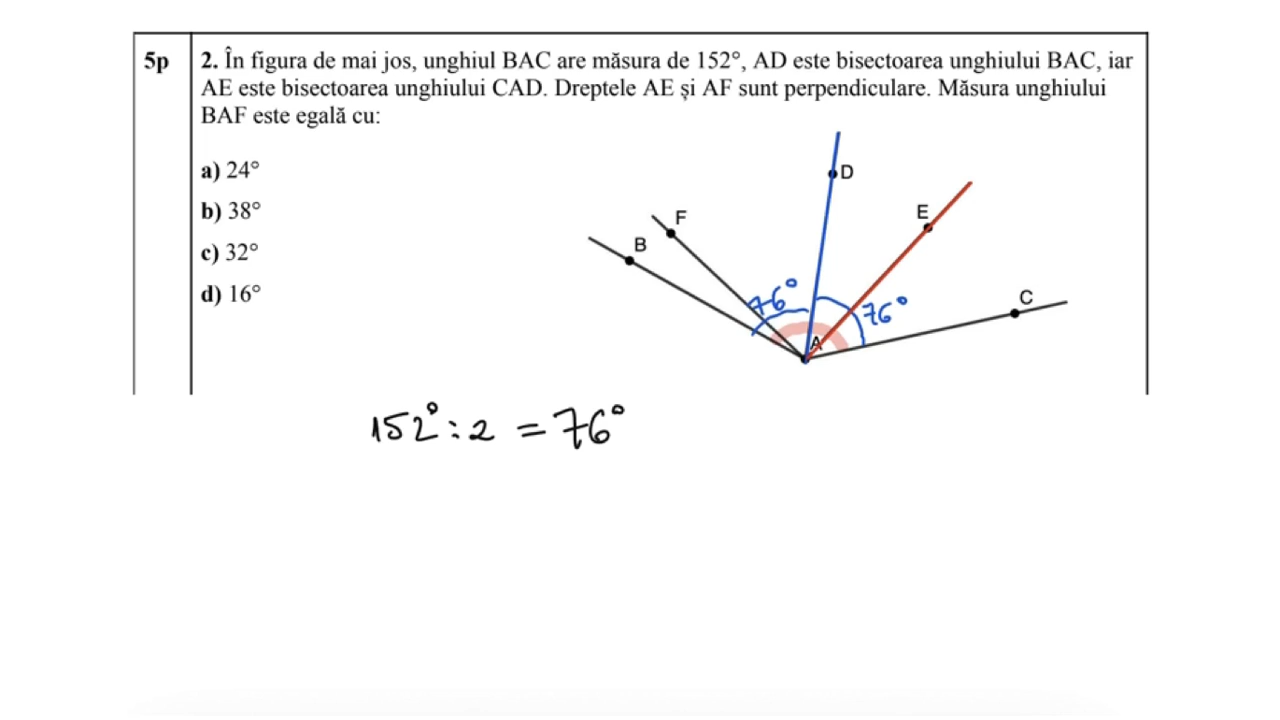 5p
2. În figura de mai jos, unghiul BAC are măsura de 152°, AD este bisectoarea unghiului BAC, iar
AE este bisectoarea unghiului CAD. Dreptele AE și AF sunt perpendiculare. Măsura unghiului
BAF este egală cu:
a) 24°
b) 38°
c) 32°
d) 16°
D
E
F
B
C
A
76°
76°
152° : 2 = 76°